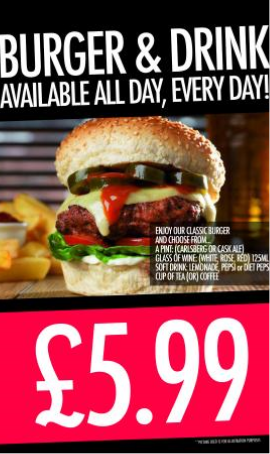 BURGER & DRINK
AVAILABLE ALL DAY, EVERY DAY!
ENJOY OUR CLASSIC BURGER
AND CHOOSE FROM...
A PINT: (CARLSBERG OR CASK ALE)
GLASS OF WINE: (WHITE, ROSE, RED) 125ML
SOFT DRINK: LEMONADE, PEPSI or DIET PEPS
CUP OF TEA (OR) COFFEE
£5.99